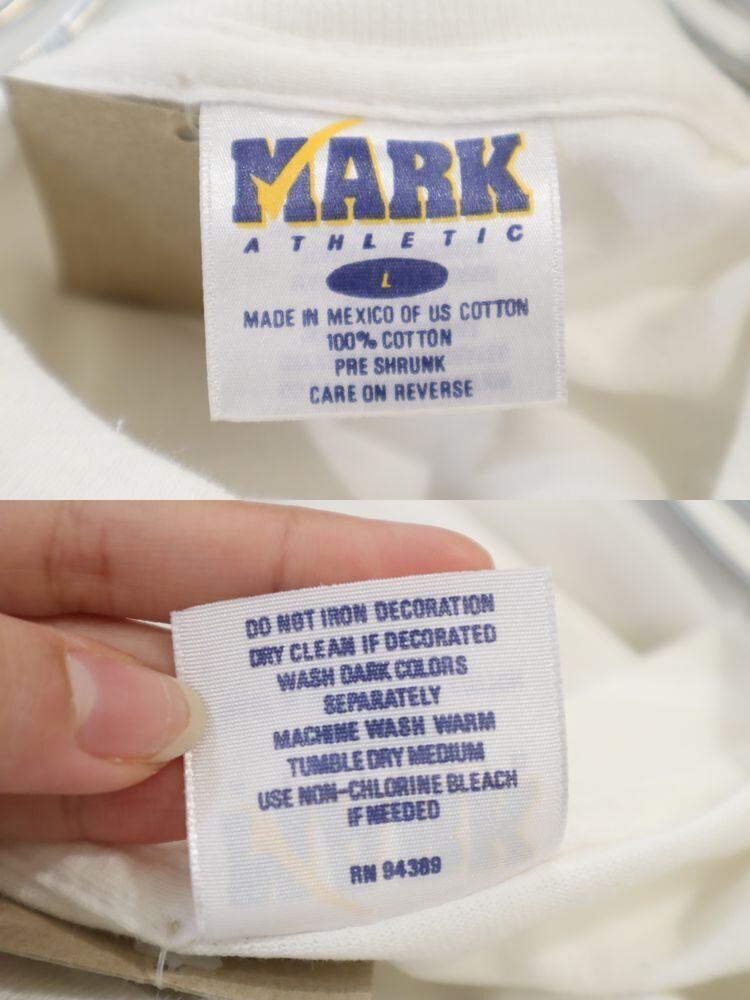 MARK
ATHLETIC
L
MADE IN MEXICO OF US COTTON
100% COTTON
PRE SHRUNK
CARE ON REVERSE
DO NOT IRON DECORATION
DRY CLEAN IF DECORATED
WASH DARK COLORS
SEPARATELY
MACHINE WASH WARM
TUMBLE DRY MEDIUM
USE NON-CHLORINE BLEACH
IF NEEDED
RN 94389